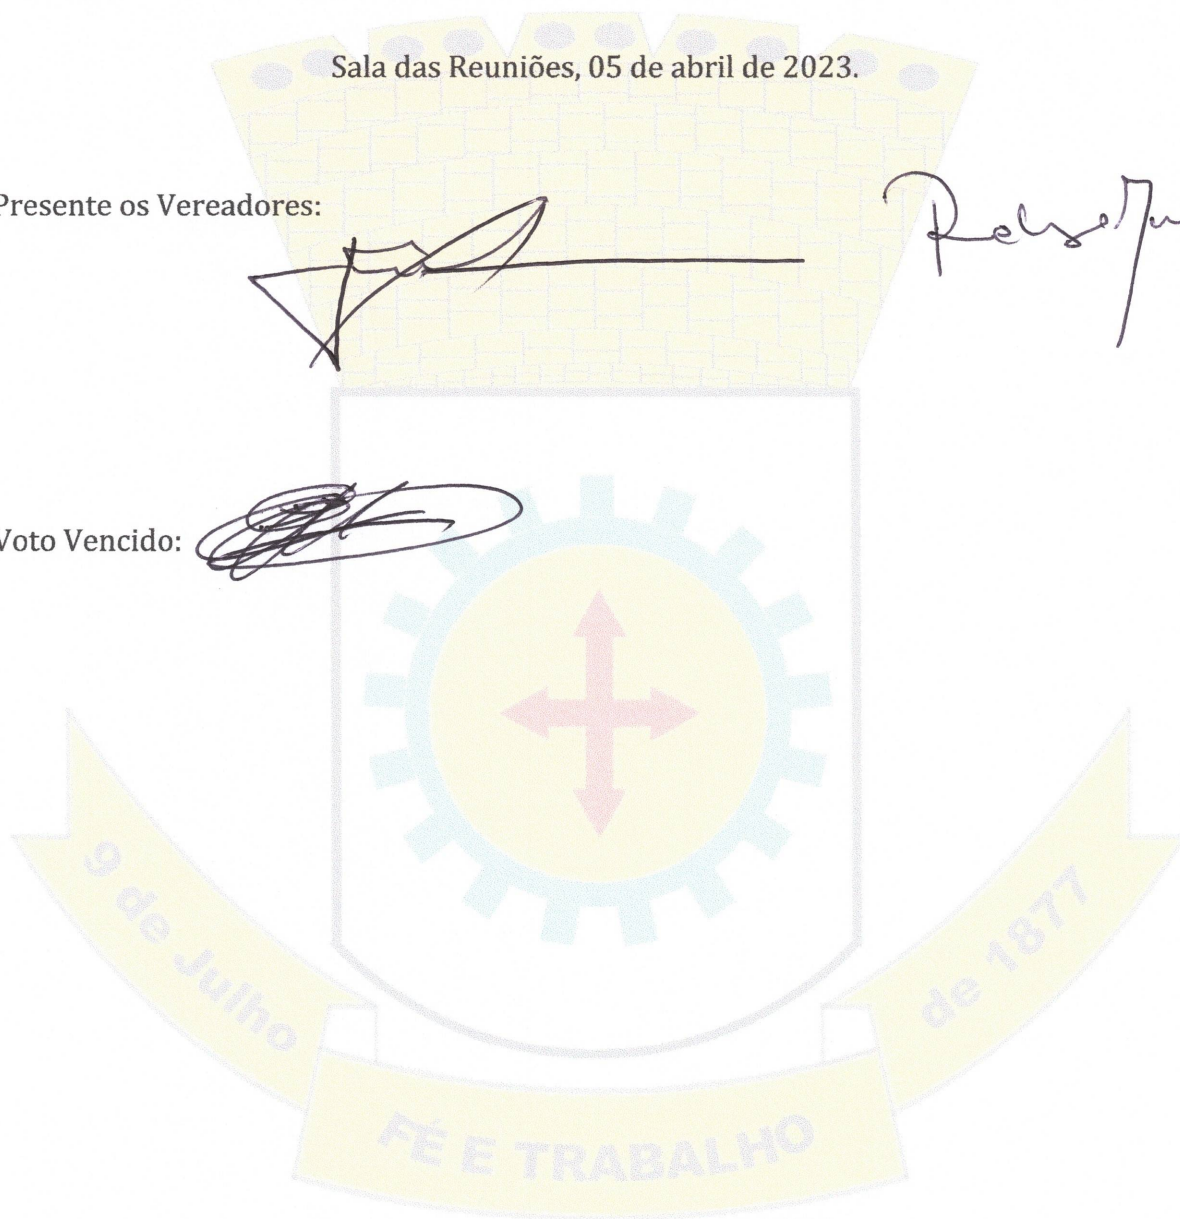 Sala das Reuniões, 05 de abril de 2023.
Presente os Vereadores:
Voto Vencido:
9 de Julho
de 1877
FÉ E TRABALHO